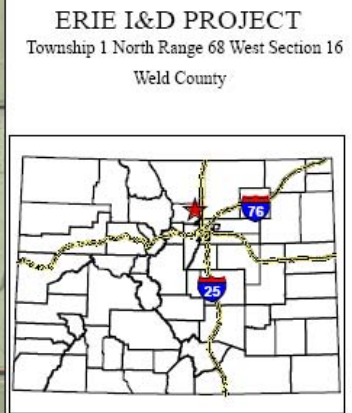 ERIE I&D PROJECT
Township 1 North Range 68 West Section 16
Weld County
76
25